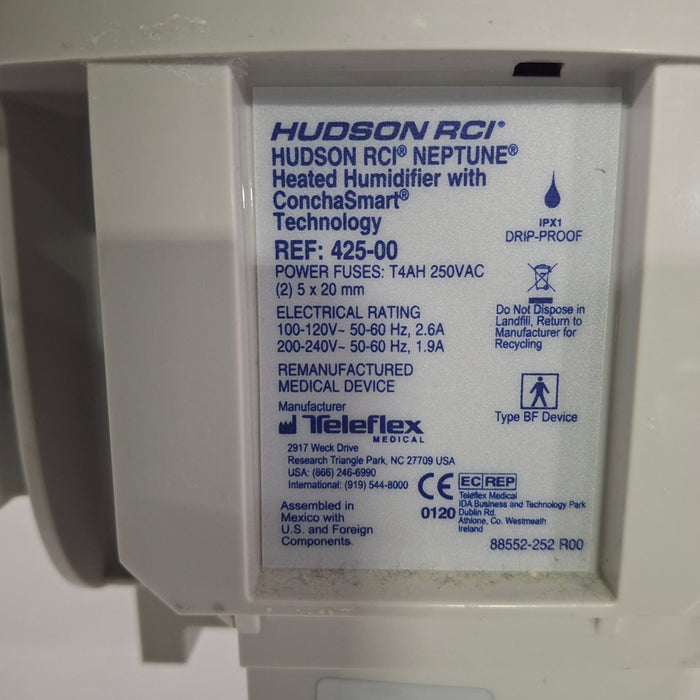 HUDSON RCI®
HUDSON RCI® NEPTUNE®
Heated Humidifier with
ConchaSmart®
Technology
REF: 425-00
POWER FUSES: T4AH 250VAC
(2) 5 x 20 mm
ELECTRICAL RATING
100-120V~ 50-60 Hz, 2.6A
200-240V~ 50-60 Hz, 1.9A
REMANUFACTURED
MEDICAL DEVICE
Manufacturer
Teleflex
MEDICAL
2917 Weck Drive
Research Triangle Park, NC 27709 USA
USA: (866) 246-6990
International: (919) 544-8000
Assembled in
Mexico with
U.S. and Foreign
Components.
IPX1
DRIP-PROOF
Do Not Dispose in
Landfill, Return to
Manufacturer for
Recycling
Type BF Device
CE
0120
EC REP
Teleflex Medical
IDA Business and Technology Park
Dublin Rd.
Athlone, Co. Westmeath
Ireland
88552-252 R00